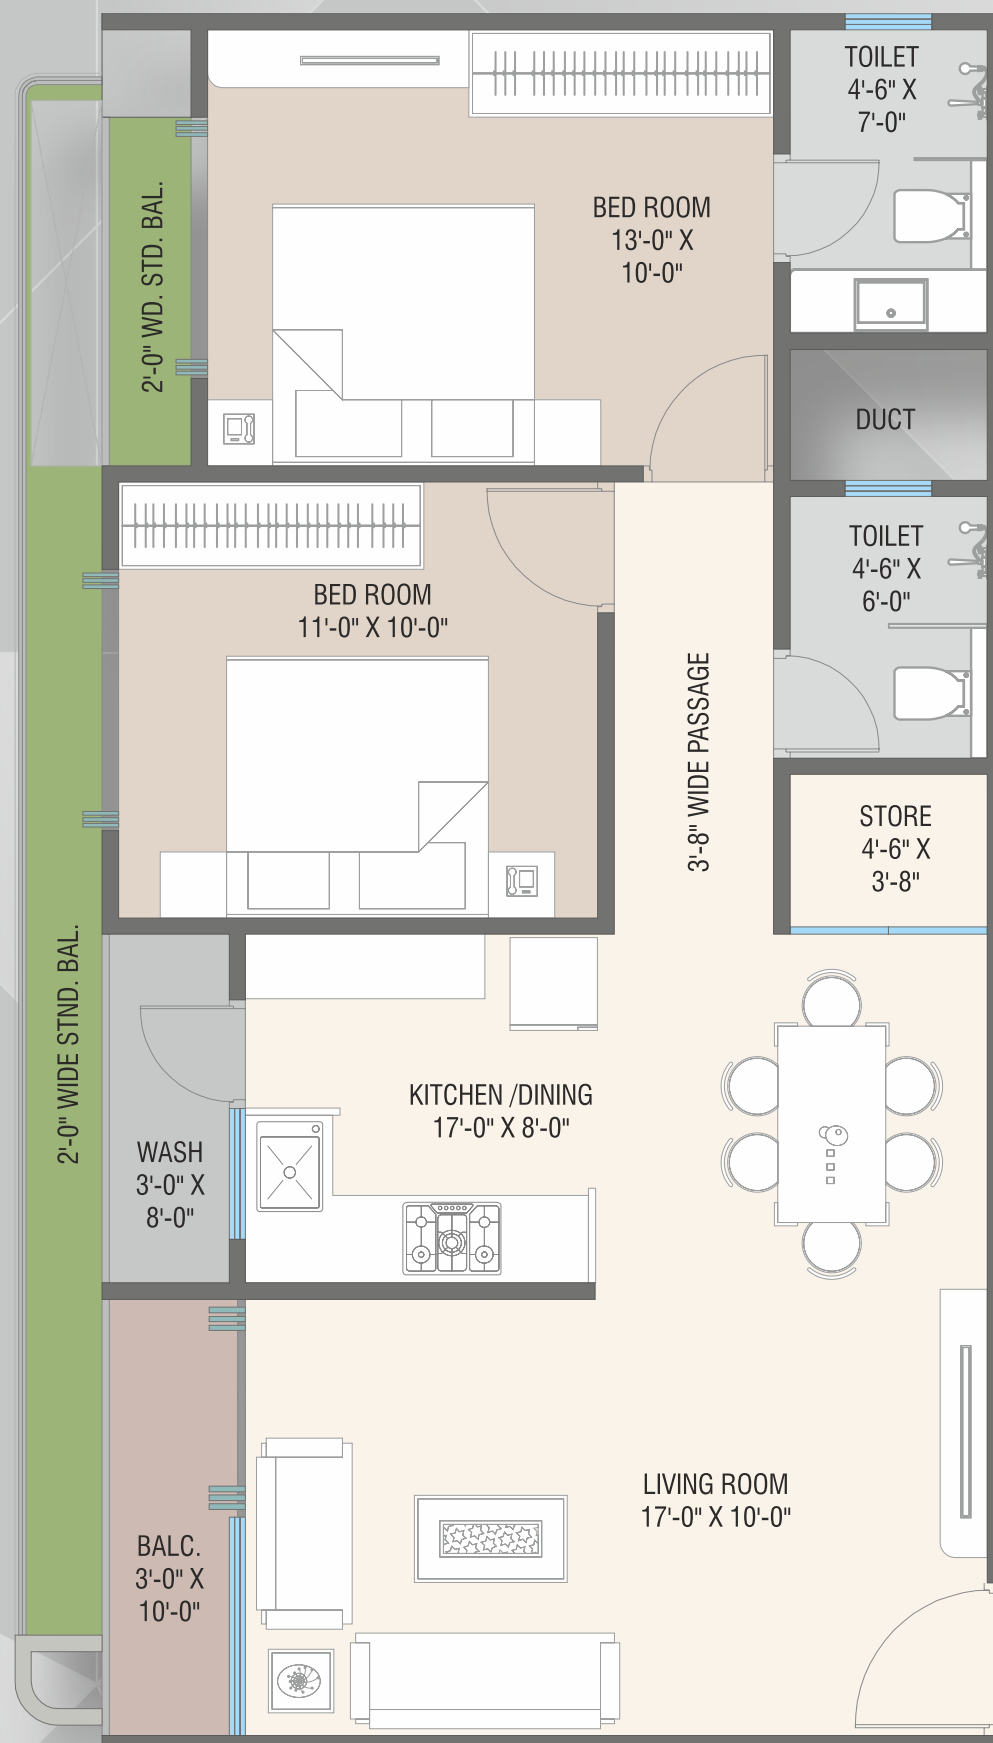 TOILET
4'-6" X
7'-0"
BED ROOM
13'-0" X
10'-0"
2'-0" WD. STD. BAL.
DUCT
TOILET
4'-6" X
6'-0"
BED ROOM
11'-0" X 10'-0"
3'-8" WIDE PASSAGE
STORE
4'-6" X
3'-8"
2'-0" WIDE STND. BAL.
KITCHEN /DINING
17'-0" X 8'-0"
WASH
3'-0" X
8'-0"
LIVING ROOM
17'-0" X 10'-0"
BALC.
3'-0" X
10'-0"